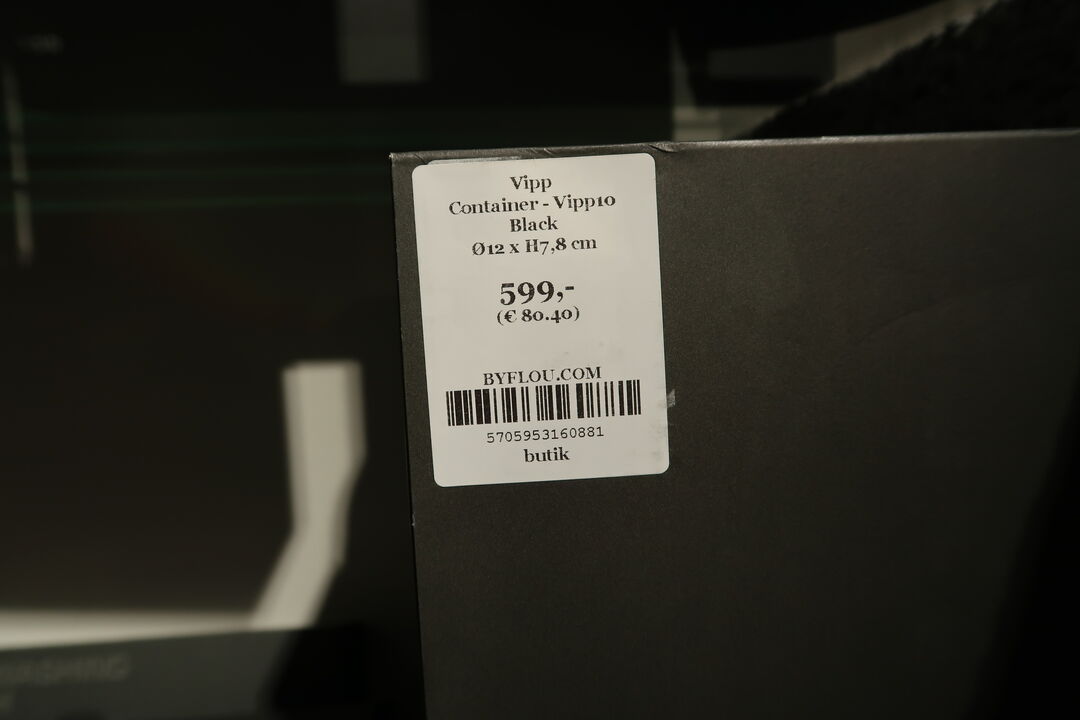 Vipp
Container - Vipp10
Black
Ø12 x H7,8 cm
599,-
(€ 80.40)
BYFLOU.COM
5705953160881
butik